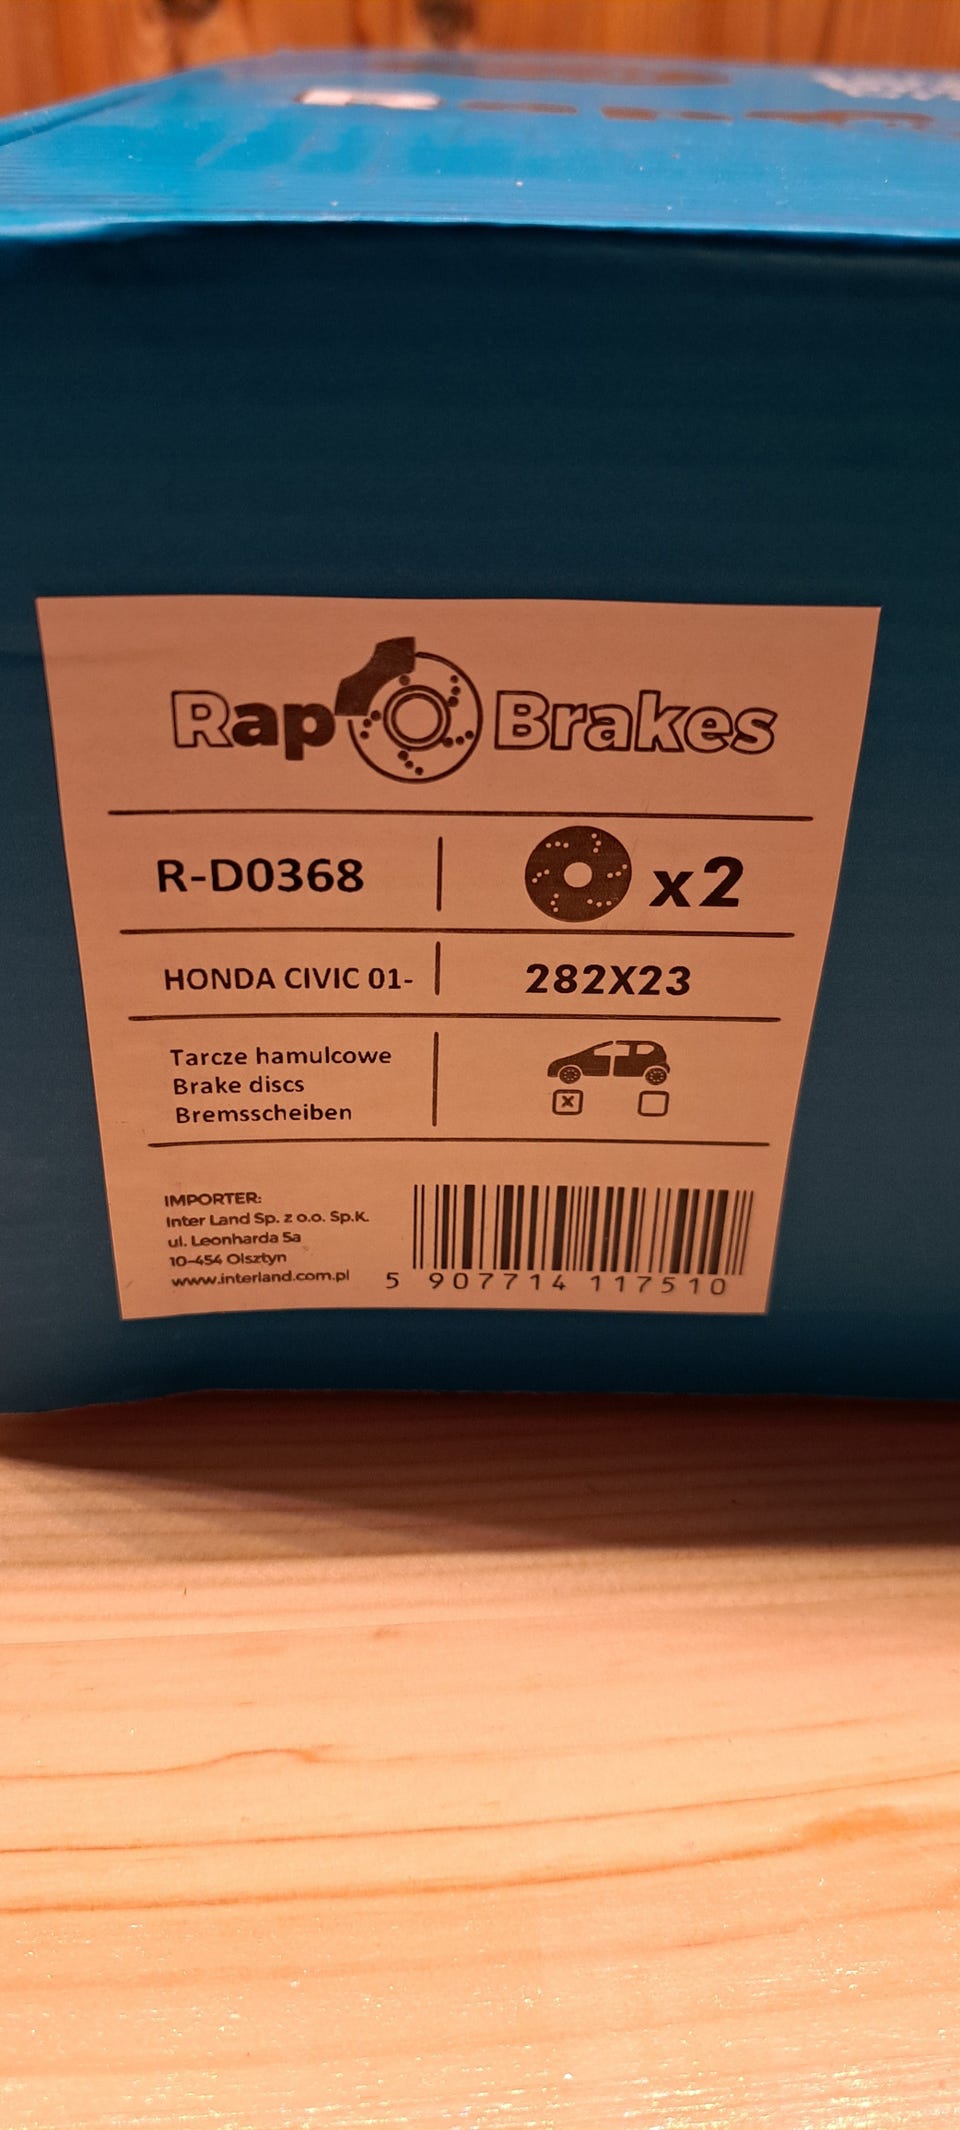 Rap Brakes
R-D0368
x2
HONDA CIVIC 01-
282X23
Tarcze hamulcowe
Brake discs
Bremsscheiben
X
IMPORTER:
Inter Land Sp. z o.o. Sp.K.
ul. Leonharda 5a
10-454 Olsztyn
www.interland.com.pl
5 907714 117510